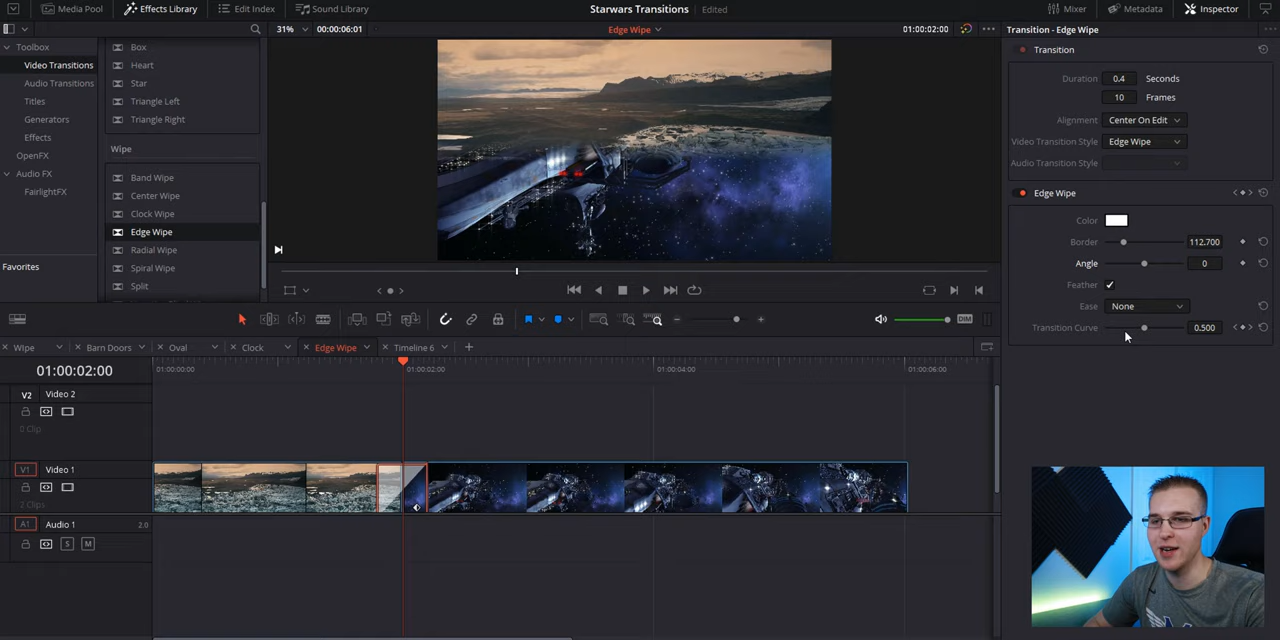 Media Pool
Effects Library
Edit Index
Sound Library
Starwars Transitions
Edited
Mixer
Metadata
Inspector
31%
00:00:06:01
Edge Wipe
01:00:02:00
Transition - Edge Wipe
Toolbox
Video Transitions
Audio Transitions
Titles
Generators
Effects
OpenFX
Audio FX
FairlightFX
Favorites
Box
Heart
Star
Triangle Left
Triangle Right
Wipe
Band Wipe
Center Wipe
Clock Wipe
Edge Wipe
Radial Wipe
Spiral Wipe
Split
Transition
Duration 0.4 Seconds
10 Frames
Alignment Center On Edit
Video Transition Style Edge Wipe
Audio Transition Style
Edge Wipe
Color
Border 112.700
Angle 0
Feather
Ease None
Transition Curve 0.500
DIM
Wipe
Barn Doors
Oval
Clock
Edge Wipe
Timeline 6
01:00:02:00
01:00:00:00
01:00:02:00
01:00:04:00
01:00:06:00
V2 Video 2
0 Clip
V1 Video 1
2 Clips
A1 Audio 1 2.0
S M